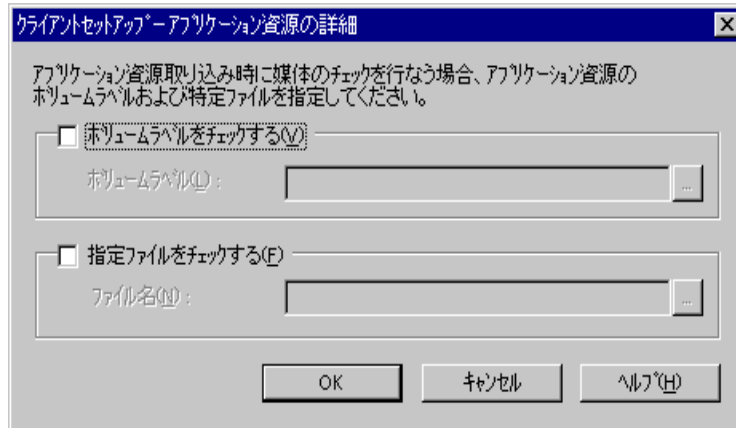 クライアントセットアップーアプリケーション資源の詳細
アプリケーション資源取り込み時に媒体のチェックを行なう場合、アプリケーション資源の
ボリュームラベルおよび特定ファイルを指定してください。
ボリュームラベルをチェックする(V)
ボリュームラベル(L) :
...
指定ファイルをチェックする(F)
ファイル名(N) :
...
OK キャンセル ヘルプ(H)